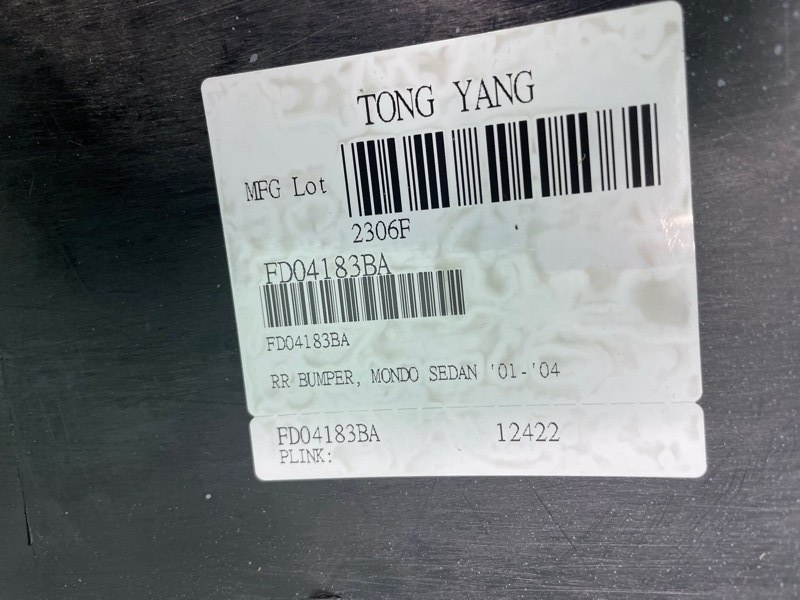 TONG YANG
MFG Lot
2306F
FD04183BA
FD04183BA
RR BUMPER, MONDO SEDAN '01-'04
FD04183BA 12422
PLINK: